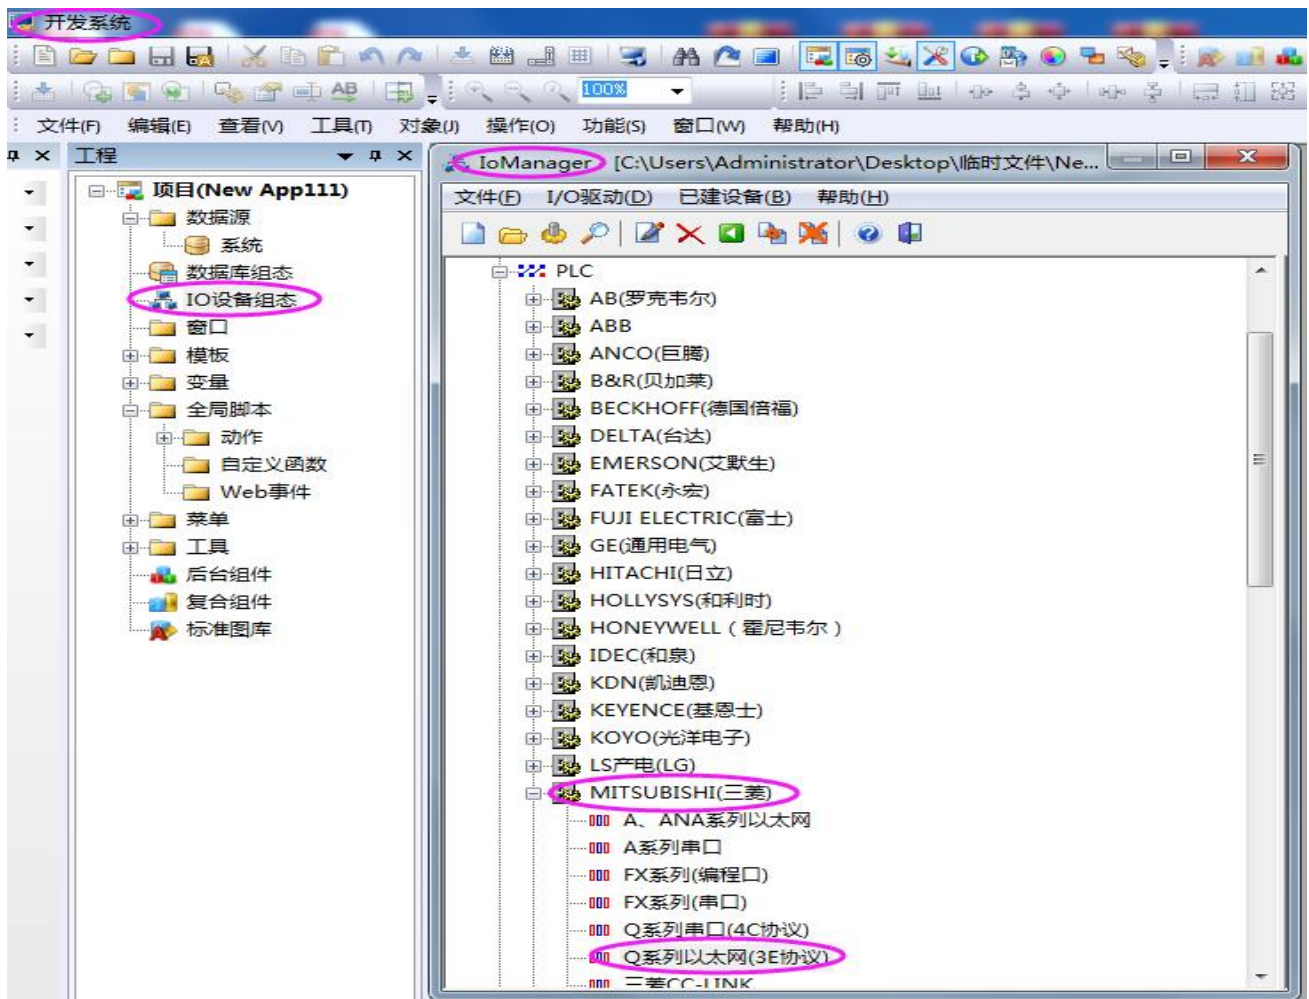 开发系统
100%
文件(F) 编辑(E) 查看(V) 工具(T) 对象(J) 操作(O) 功能(S) 窗口(W) 帮助(H)
工程
项目(New App111)
数据源
系统
数据库组态
IO设备组态
窗口
模板
变量
全局脚本
动作
自定义函数
Web事件
菜单
工具
后台组件
复合组件
标准图库
IoManager [C:\Users\Administrator\Desktop\临时文件\Ne...
文件(F) I/O驱动(D) 已建设备(B) 帮助(H)
PLC
AB(罗克韦尔)
ABB
ANCO(巨腾)
B&R(贝加莱)
BECKHOFF(德国倍福)
DELTA(台达)
EMERSON(艾默生)
FATEK(永宏)
FUJI ELECTRIC(富士)
GE(通用电气)
HITACHI(日立)
HOLLYSYS(和利时)
HONEYWELL ( 霍尼韦尔 )
IDEC(和泉)
KDN(凯迪恩)
KEYENCE(基恩士)
KOYO(光洋电子)
LS产电(LG)
MITSUBISHI(三菱)
A、ANA系列以太网
A系列串口
FX系列(编程口)
FX系列(串口)
Q系列串口(4C协议)
Q系列以太网(3E协议)
三菱CC-LINK